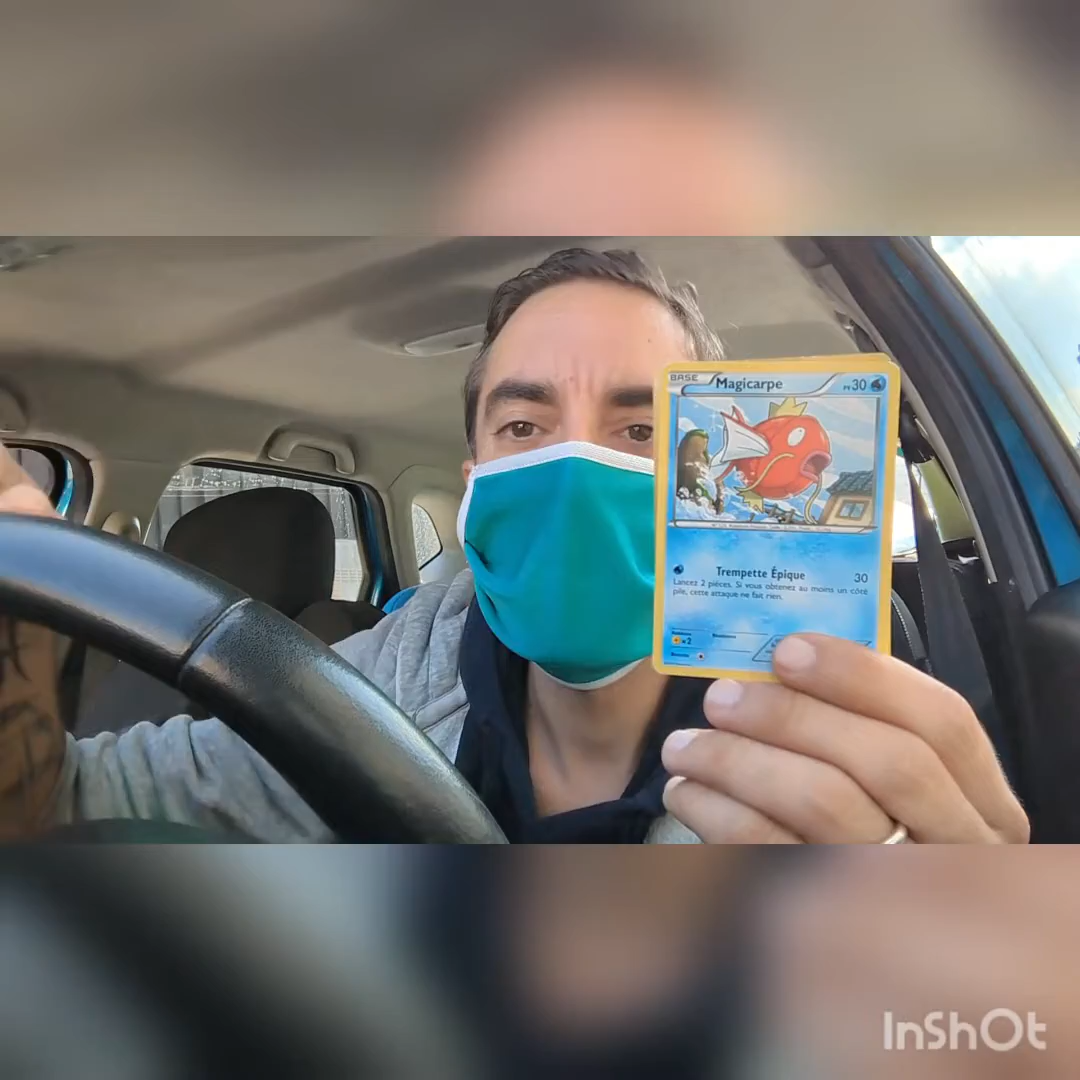 BASE Magicarpe PV30
Trempette Épique 30
Lancez 2 pièces. Si vous obtenez au moins un côté
pile, cette attaque ne fait rien.
×2
InShOt